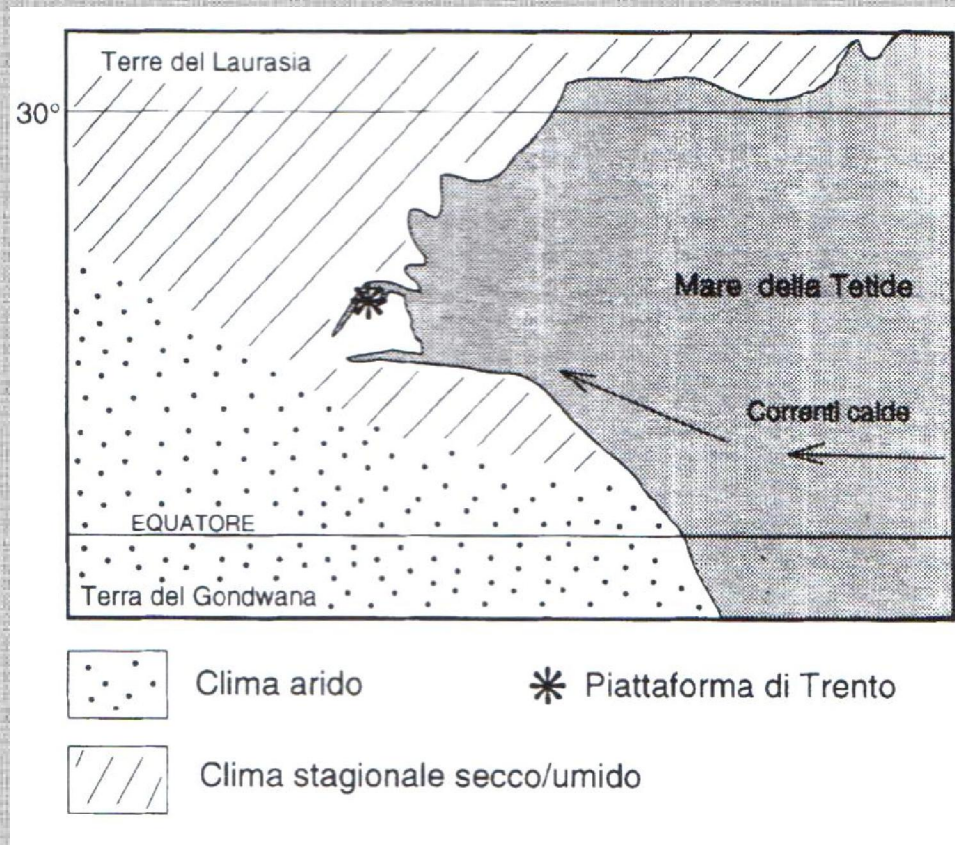 Terre del Laurasia
30°
Mare della Tetide
Correnti calde
EQUATORE
Terra del Gondwana
Clima arido
Piattaforma di Trento
Clima stagionale secco/umido